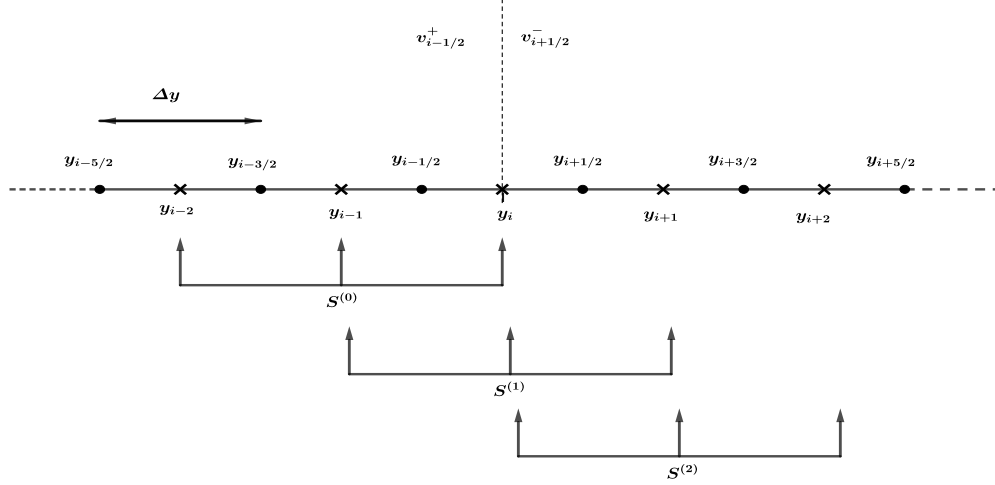 v⁺ᵢ₋₁/₂ v⁻ᵢ₊₁/₂
Δy
yᵢ₋₅/₂ yᵢ₋₃/₂ yᵢ₋₁/₂ yᵢ₊₁/₂ yᵢ₊₃/₂ yᵢ₊₅/₂
yᵢ₋₂ yᵢ₋₁ yᵢ yᵢ₊₁ yᵢ₊₂
S⁽⁰⁾
S⁽¹⁾
S⁽²⁾